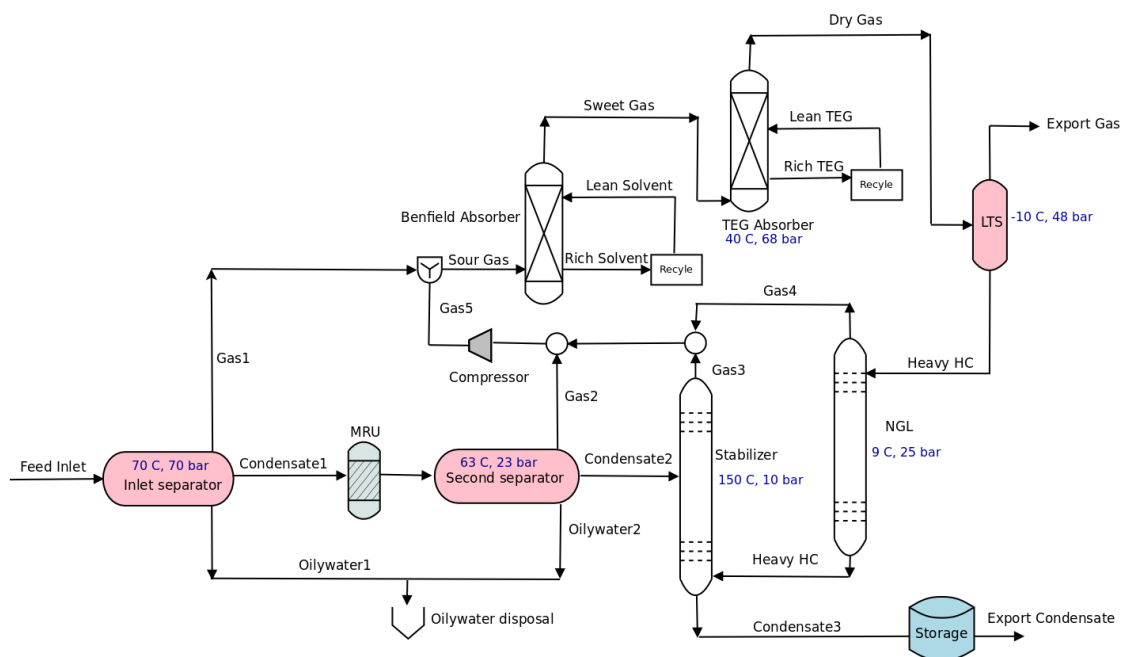 Dry Gas
Sweet Gas
Lean TEG
Export Gas
Rich TEG
Recyle
Lean Solvent
Benfield Absorber
TEG Absorber
40 C, 68 bar
LTS
-10 C, 48 bar
Sour Gas
Rich Solvent
Recyle
Gas5
Gas4
Gas1
Compressor
Gas3
Heavy HC
Gas2
MRU
NGL
9 C, 25 bar
Feed Inlet
70 C, 70 bar
Inlet separator
Condensate1
63 C, 23 bar
Second separator
Condensate2
Stabilizer
150 C, 10 bar
Oilywater2
Oilywater1
Heavy HC
Oilywater disposal
Condensate3
Storage
Export Condensate